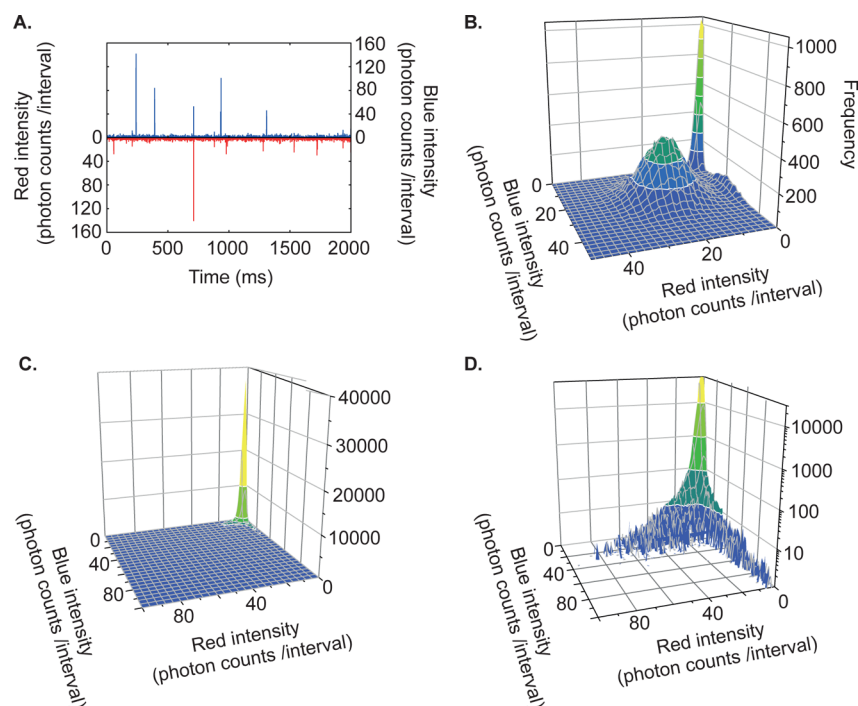 A.
Red intensity
(photon counts /interval)
0
40
80
120
160
160
120
80
40
0
Blue intensity
(photon counts /interval)
0 500 1000 1500 2000
Time (ms)
B.
1000
800
600
400
200
Frequency
0
20
40
Blue intensity
(photon counts /interval)
40 20 0
Red intensity
(photon counts /interval)
C.
40000
30000
20000
10000
0
40
80
Blue intensity
(photon counts /interval)
80 40 0
Red intensity
(photon counts /interval)
D.
10000
1000
100
10
0
40
80
Blue intensity
(photon counts /interval)
80 40 0
Red intensity
(photon counts /interval)